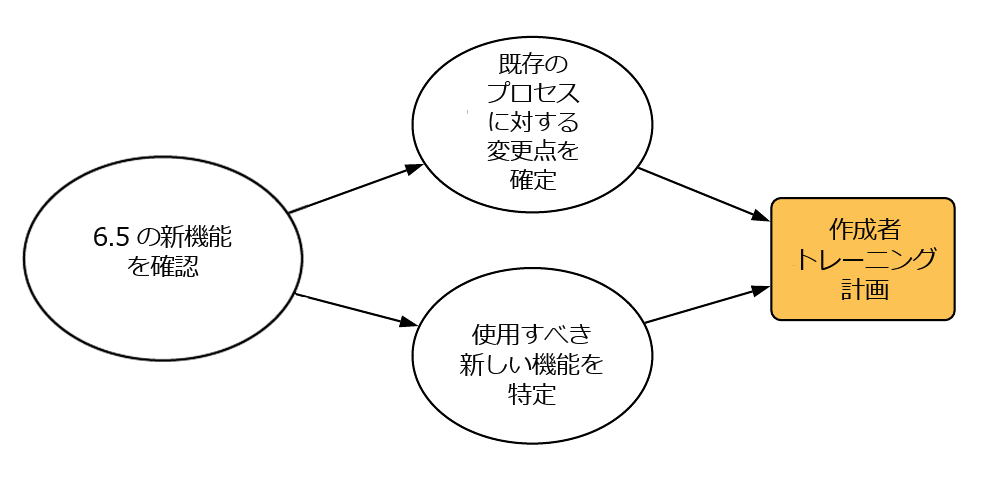 6.5 の新機能
を確認
既存の
プロセス
に対する
変更点を
確定
使用すべき
新しい機能を
特定
作成者
トレーニング
計画